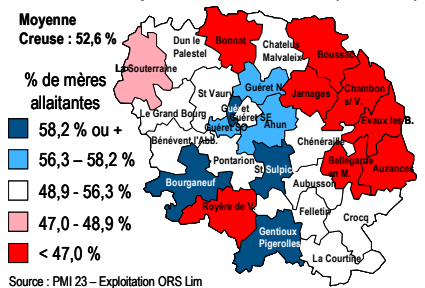 Moyenne
Creuse : 52,6 %
% de mères
allaitantes
58,2 % ou +
56,3 – 58,2 %
48,9 - 56,3%
47,0 - 48,9 %
< 47,0 %
Dun le
Palestel
Bonnat
Chatelus
Malvaleix
Boussac
La Souterraine
St Vaury
Guéret N.
Jarnages
Chambon
s/ V.
Le Grand Bourg
Guéret
Guéret SE
Guéret SO
Ahun
Evaux les B.
Bénévent l'Abb.
Chénéraille
Pontarion
St Sulpic
Bellegarde
en M.
Auzances
Bourganeuf
Aubusson
Royère de V.
Felletin
Crocq
Gentioux
Pigerolles
La Courtine
Source : PMI 23 – Exploitation ORS Lim